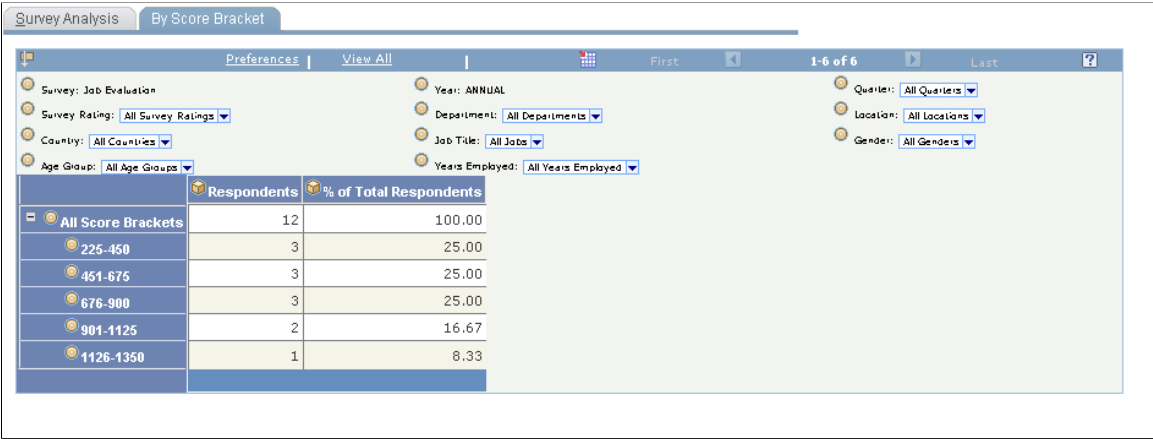 Survey Analysis By Score Bracket
Preferences | View All | First 1-6 of 6 Last ?
Survey: Job Evaluation Year: ANNUAL Quarter: All Quarters
Survey Rating: All Survey Ratings Department: All Departments Location: All Locations
Country: All Countries Job Title: All Jobs Gender: All Genders
Age Group: All Age Groups Years Employed: All Years Employed
Respondents % of Total Respondents
All Score Brackets 12 100.00
225-450 3 25.00
451-675 3 25.00
676-900 3 25.00
901-1125 2 16.67
1126-1350 1 8.33